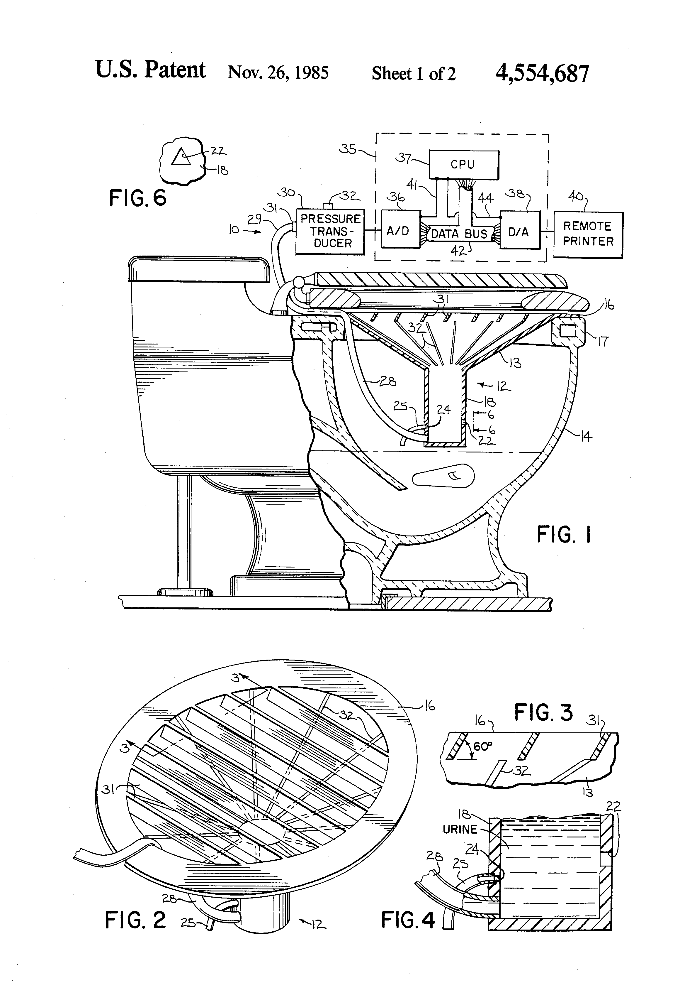 U.S. Patent Nov. 26, 1985 Sheet 1 of 2 4,554,687
22
18
FIG. 6
35
37
CPU
41
36
44
38
40
30
32
31
29
10
PRESSURE
TRANS-
DUCER
A/D
DATA BUS
D/A
REMOTE
PRINTER
42
31
16
32
17
13
28
12
18
25
24
6
6
22
14
FIG. 1
3
16
32
3
31
28
25
12
FIG. 2
FIG. 3
16
31
60°
32
13
22
18
URINE
24
28
25
FIG. 4